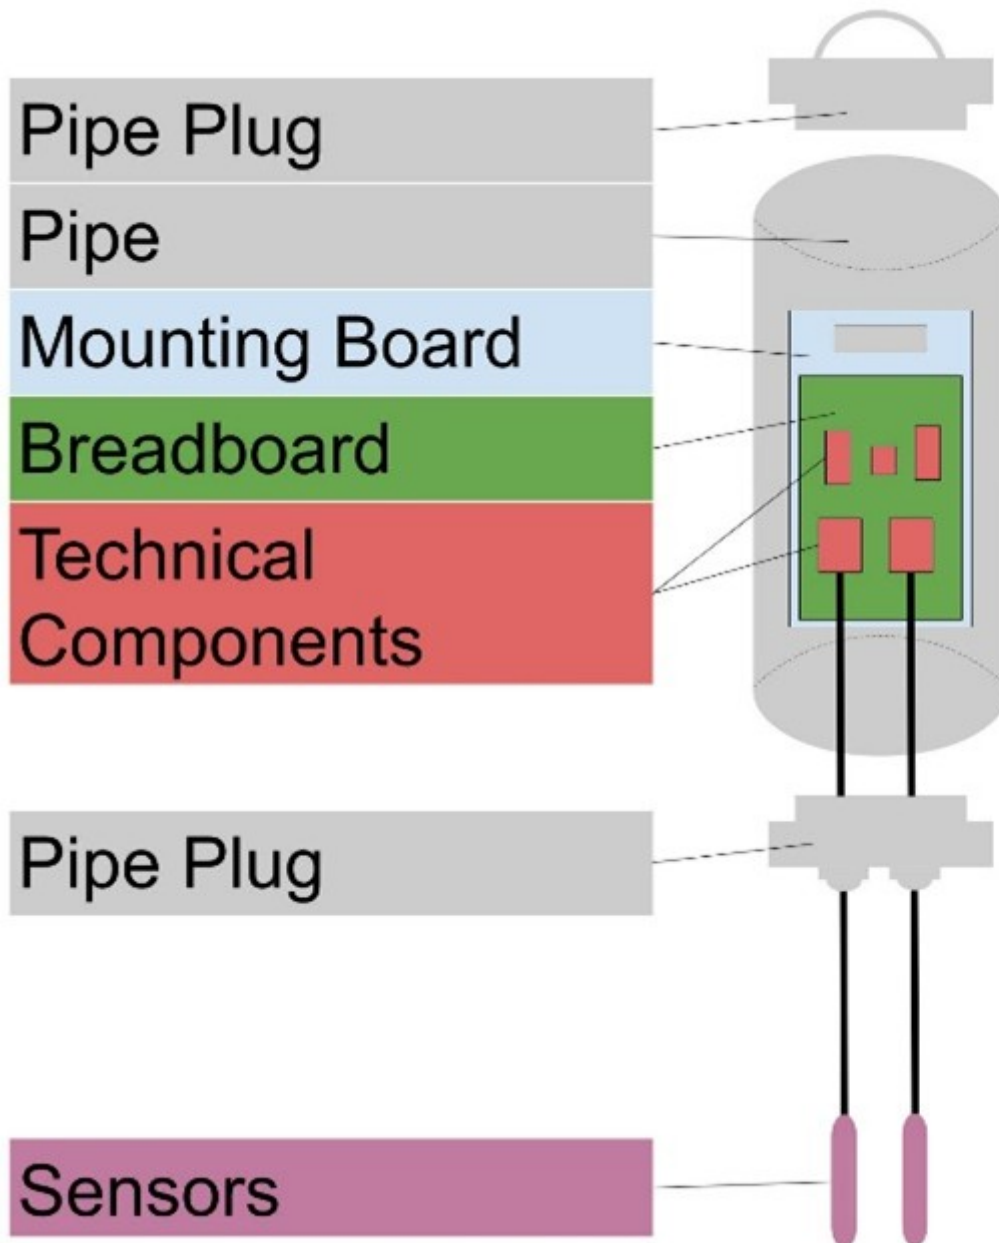 Pipe Plug
Pipe
Mounting Board
Breadboard
Technical
Components
Pipe Plug
Sensors